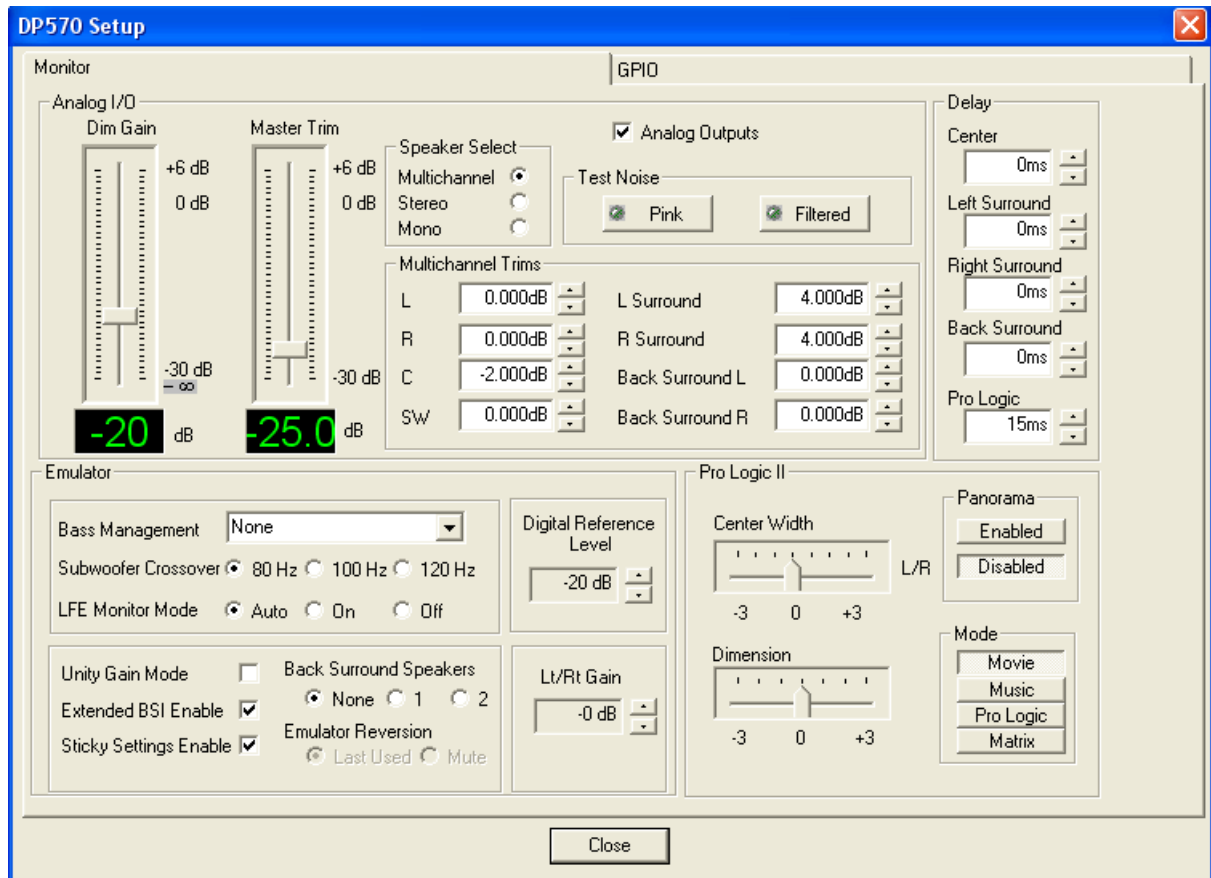 DP570 Setup
Monitor
GPIO
Analog I/O
Dim Gain
+6 dB
0 dB
-30 dB
- ∞
-20 dB
Master Trim
+6 dB
0 dB
-30 dB
-25.0 dB
Speaker Select
Multichannel
Stereo
Mono
Analog Outputs
Test Noise
Pink
Filtered
Multichannel Trims
L 0.000dB
R 0.000dB
C -2.000dB
SW 0.000dB
L Surround 4.000dB
R Surround 4.000dB
Back Surround L 0.000dB
Back Surround R 0.000dB
Delay
Center
0ms
Left Surround
0ms
Right Surround
0ms
Back Surround
0ms
Pro Logic
15ms
Emulator
Bass Management None
Subwoofer Crossover 80 Hz 100 Hz 120 Hz
LFE Monitor Mode Auto On Off
Digital Reference
Level
-20 dB
Unity Gain Mode
Extended BSI Enable
Sticky Settings Enable
Back Surround Speakers
None 1 2
Emulator Reversion
Last Used Mute
Lt/Rt Gain
-0 dB
Pro Logic II
Center Width
L/R
-3 0 +3
Dimension
-3 0 +3
Panorama
Enabled
Disabled
Mode
Movie
Music
Pro Logic
Matrix
Close